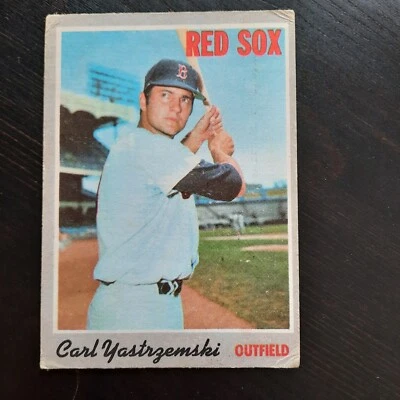 RED SOX
B
Carl Yastrzemski OUTFIELD